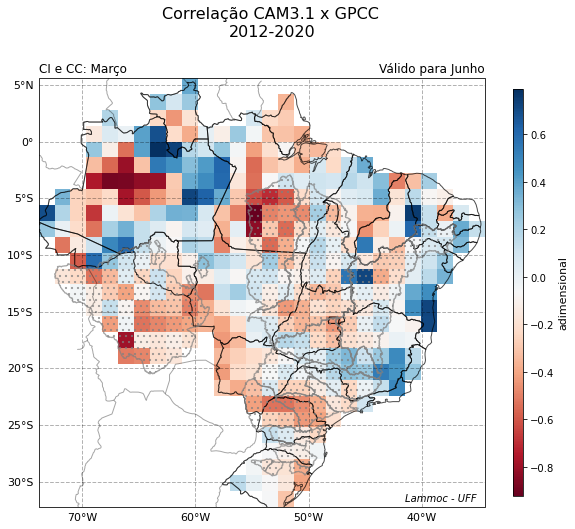 Correlação CAM3.1 x GPCC
2012-2020
CI e CC: Março
Válido para Junho
5°N
0°
5°S
10°S
15°S
20°S
25°S
30°S
70°W
60°W
50°W
40°W
Lammoc - UFF
0.6
0.4
0.2
0.0
−0.2
−0.4
−0.6
−0.8
adimensional